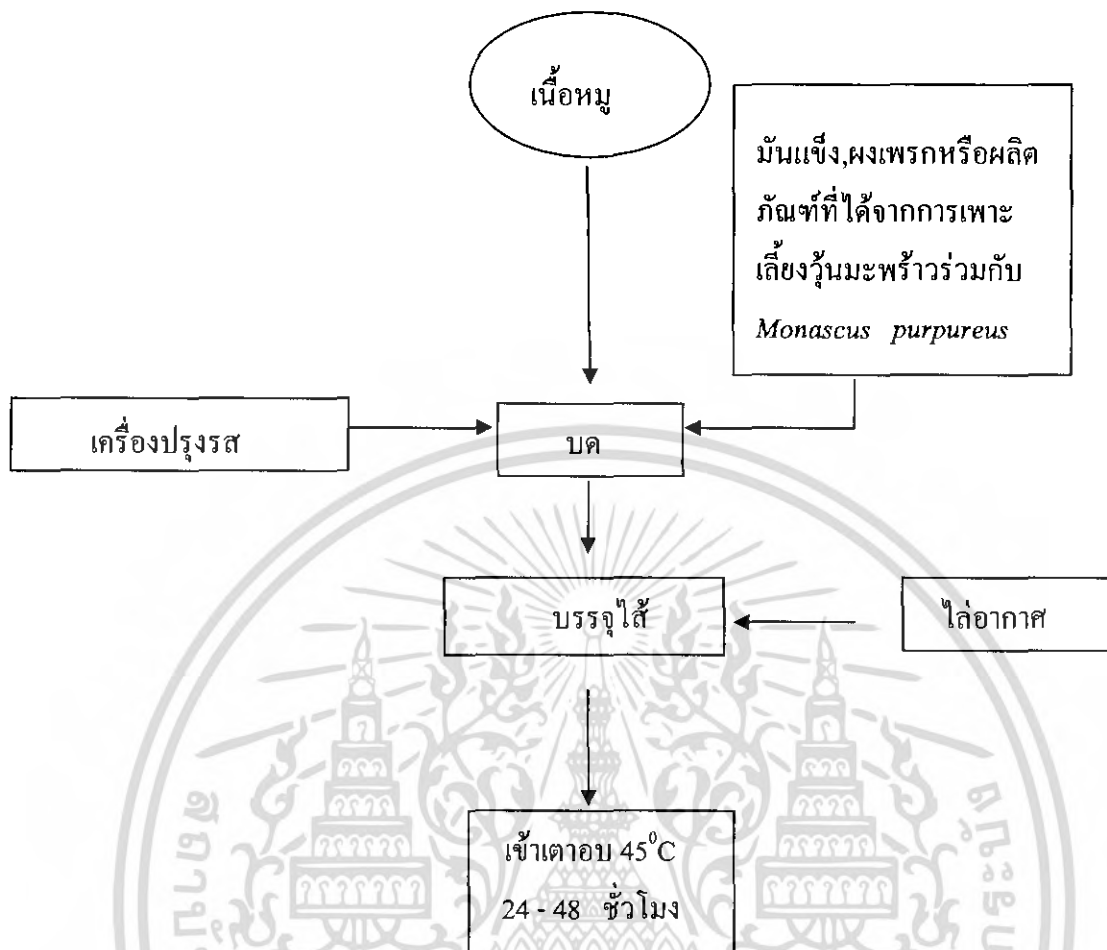 เนื้อหมู
มันแข็ง,ผงเพรกหรือผลิต
ภัณฑ์ที่ได้จากการเพาะ
เลี้ยงวุ้นมะพร้าวร่วมกับ
Monascus purpureus
เครื่องปรุงรส
บด
บรรจุไส้
ไล่อากาศ
เข้าเตาอบ 45⁰C
24 - 48 ชั่วโมง